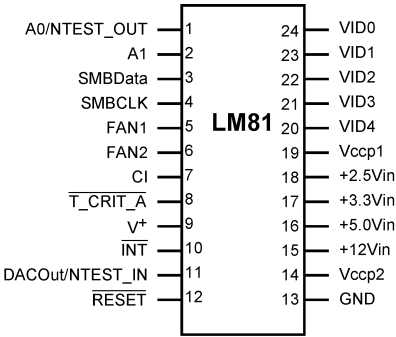 A0/NTEST_OUT 1 24 VID0
A1 2 23 VID1
SMBData 3 22 VID2
SMBCLK 4 21 VID3
FAN1 5 20 VID4
FAN2 6 19 Vccp1
CI 7 18 +2.5Vin
T_CRIT_A 8 17 +3.3Vin
V+ 9 16 +5.0Vin
INT 10 15 +12Vin
DACOut/NTEST_IN 11 14 Vccp2
RESET 12 13 GND
LM81